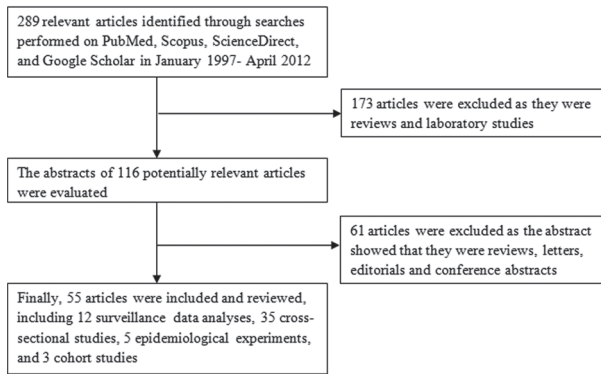 289 relevant articles identified through searches
performed on PubMed, Scopus, ScienceDirect,
and Google Scholar in January 1997- April 2012
173 articles were excluded as they were
reviews and laboratory studies
The abstracts of 116 potentially relevant articles
were evaluated
61 articles were excluded as the abstract
showed that they were reviews, letters,
editorials and conference abstracts
Finally, 55 articles were included and reviewed,
including 12 surveillance data analyses, 35 cross-
sectional studies, 5 epidemiological experiments,
and 3 cohort studies